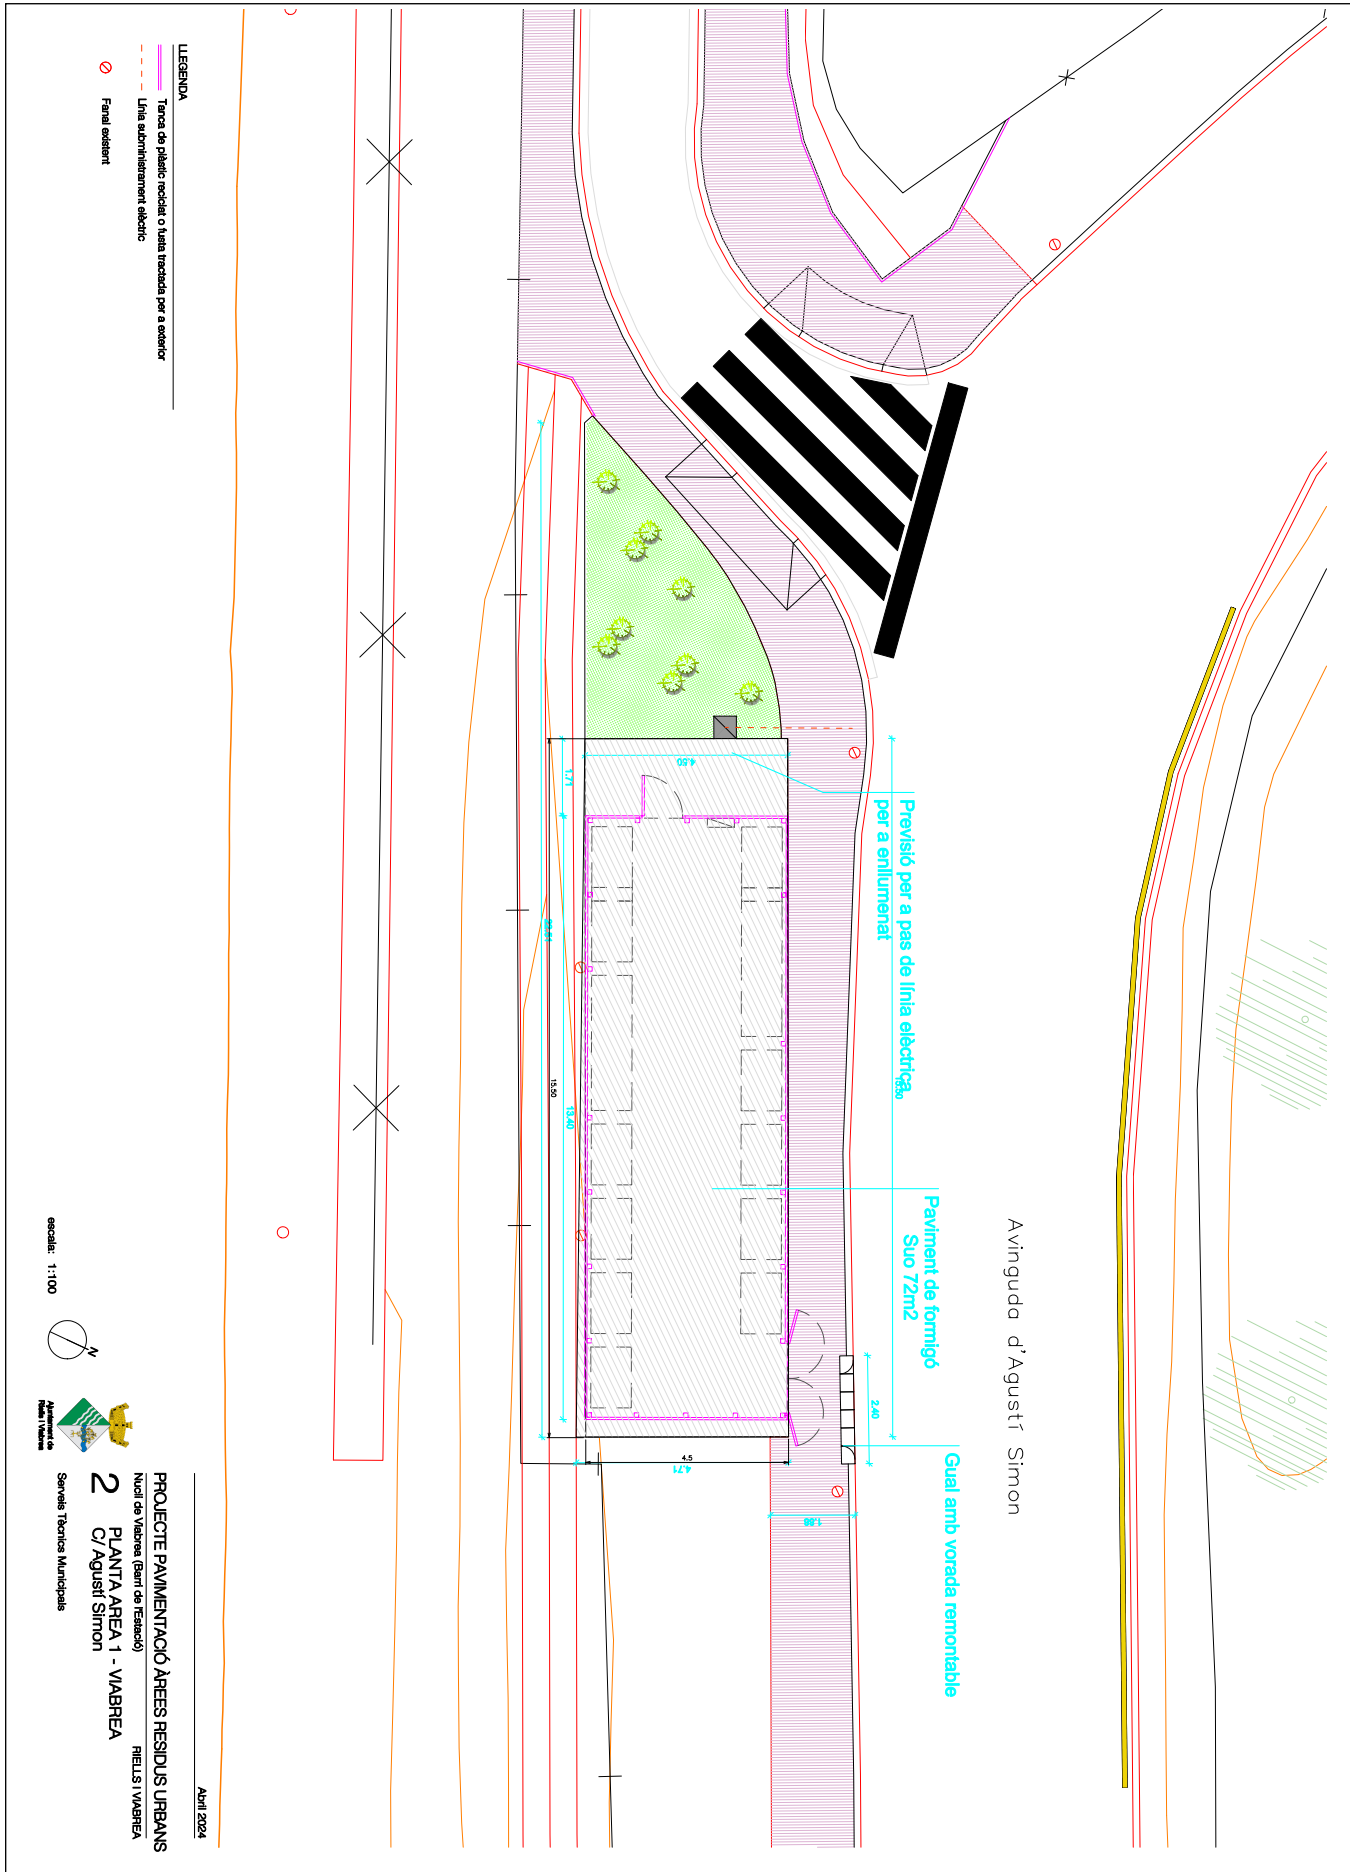 LLEGENDA
Tanca de plàstic reciclat o fusta tractada per a exterior
Línia subministrament elèctric
Fanal existent
Previsió per a pas de línia elèctrica
per a enllumenat
Paviment de formigó
Suo 72m2
Gual amb vorada remontable
Avinguda d'Agustí Simon
1.71
4.50
15.50
13.40
15.50
2.40
4.5
4.71
1.88
escala: 1:100
N
Ajuntament de
Riells i Viabrea
Serveis Tècnics Municipals
Abril 2024
PROJECTE PAVIMENTACIÓ ÀREES RESIDUS URBANS
Nucli de Viabrea (Barri de l'Estació)
RIELLS I VIABREA
2
PLANTA AREA 1 - VIABREA
C/ Agustí Simon